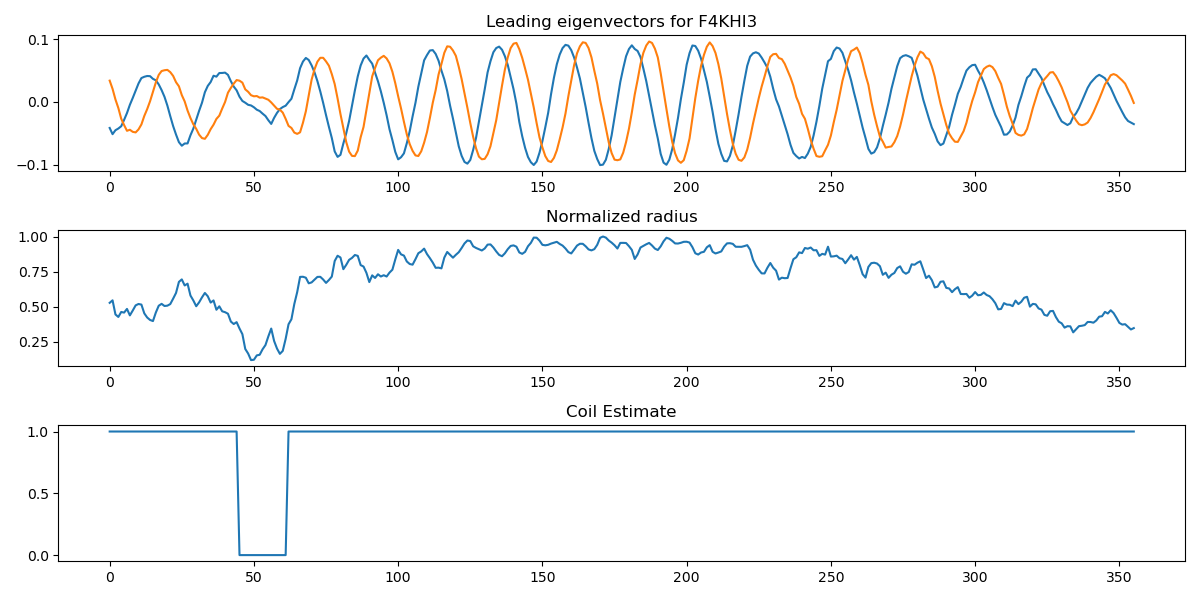 Leading eigenvectors for F4KHI3
0.1
0.0
−0.1
0 50 100 150 200 250 300 350
Normalized radius
1.00
0.75
0.50
0.25
0 50 100 150 200 250 300 350
Coil Estimate
1.0
0.5
0.0
0 50 100 150 200 250 300 350